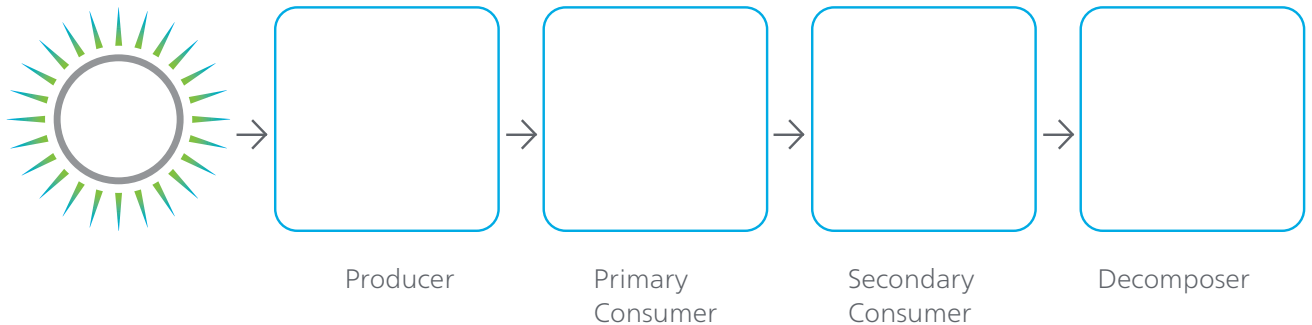 Producer
Primary
Consumer
Secondary
Consumer
Decomposer